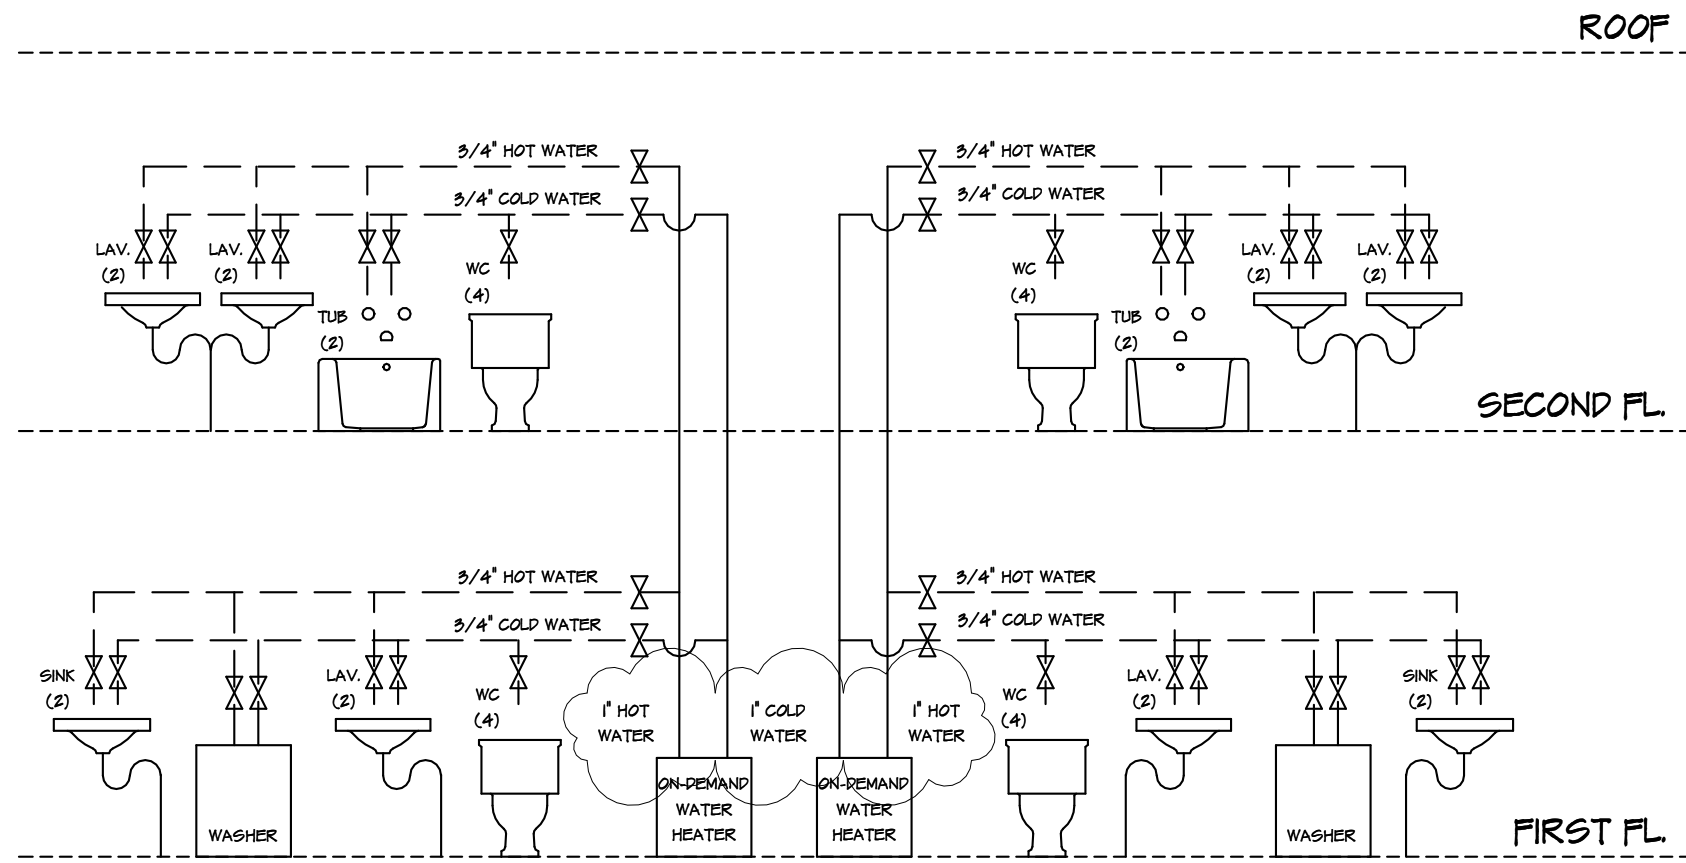 ROOF
3/4" HOT WATER
3/4" HOT WATER
3/4" COLD WATER
3/4" COLD WATER
LAV.
(2)
LAV.
(2)
TUB
(2)
WC
(4)
WC
(4)
TUB
(2)
LAV.
(2)
LAV.
(2)
SECOND FL.
3/4" HOT WATER
3/4" HOT WATER
3/4" COLD WATER
3/4" COLD WATER
SINK
(2)
WASHER
LAV.
(2)
WC
(4)
1" HOT
WATER
1" COLD
WATER
1" HOT
WATER
ON-DEMAND
WATER
HEATER
ON-DEMAND
WATER
HEATER
WC
(4)
LAV.
(2)
WASHER
SINK
(2)
FIRST FL.